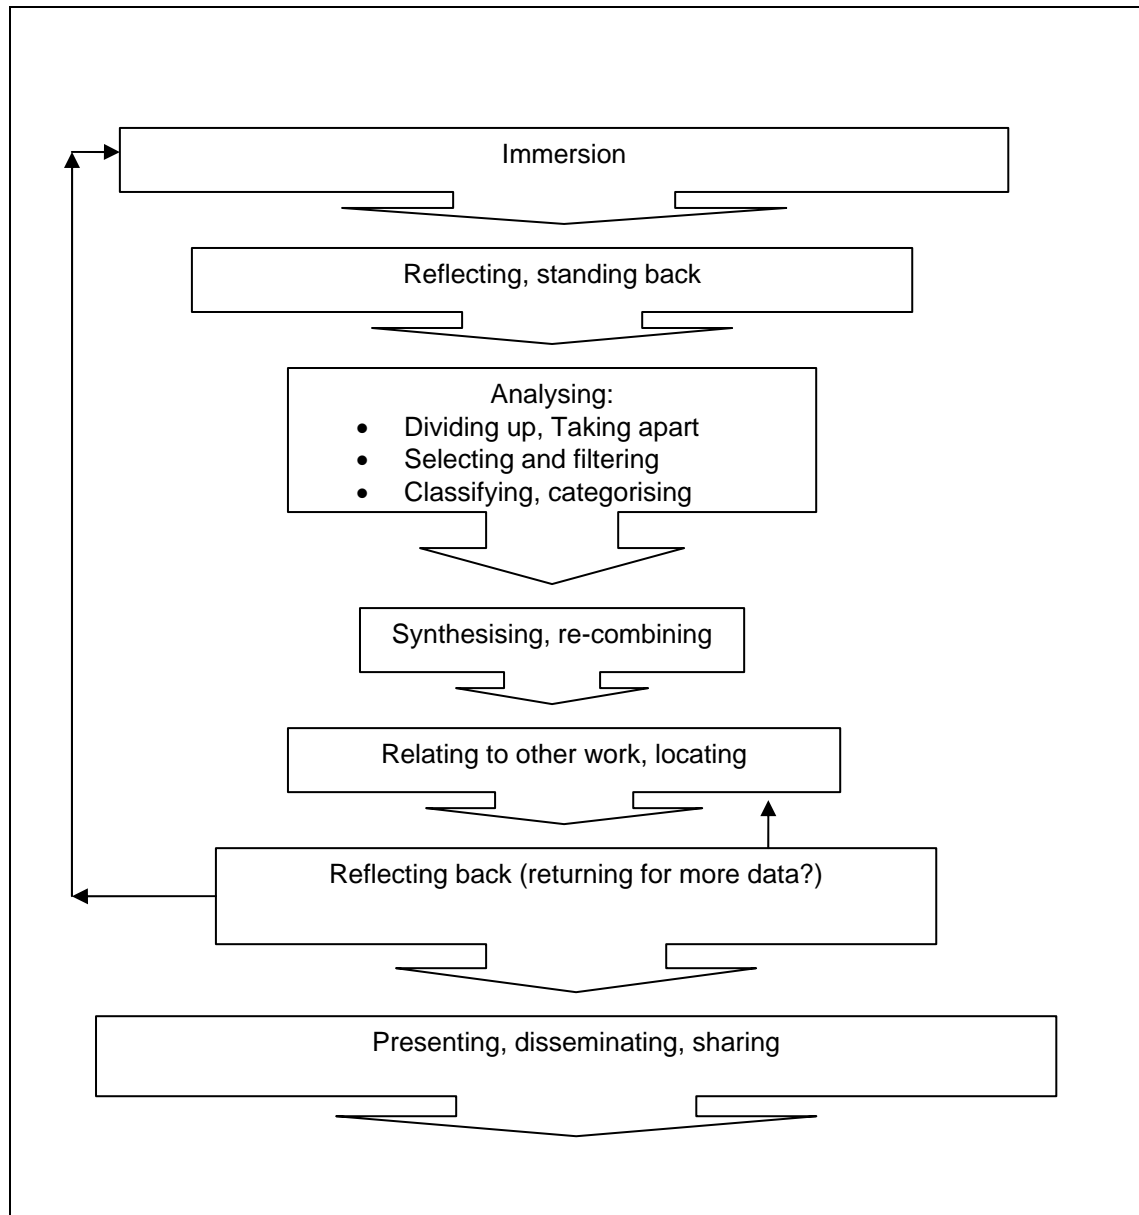 Immersion
Reflecting, standing back
Analysing:
• Dividing up, Taking apart
• Selecting and filtering
• Classifying, categorising
Synthesising, re-combining
Relating to other work, locating
Reflecting back (returning for more data?)
Presenting, disseminating, sharing